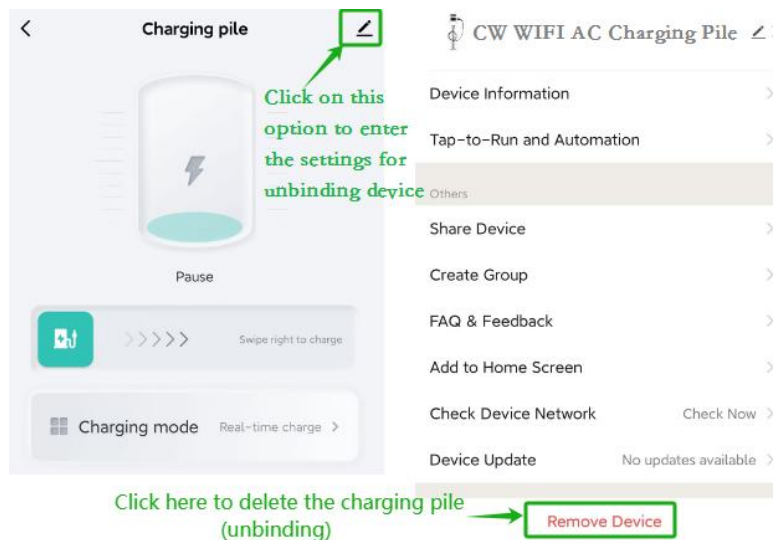 Charging pile
Click on this
option to enter
the settings for
unbinding device
Pause
Swipe right to charge
Charging mode Real-time charge >
CW WIFI AC Charging Pile
Device Information >
Tap-to-Run and Automation >
Others
Share Device >
Create Group >
FAQ & Feedback >
Add to Home Screen >
Check Device Network Check Now >
Device Update No updates available >
Click here to delete the charging pile
(unbinding)
Remove Device